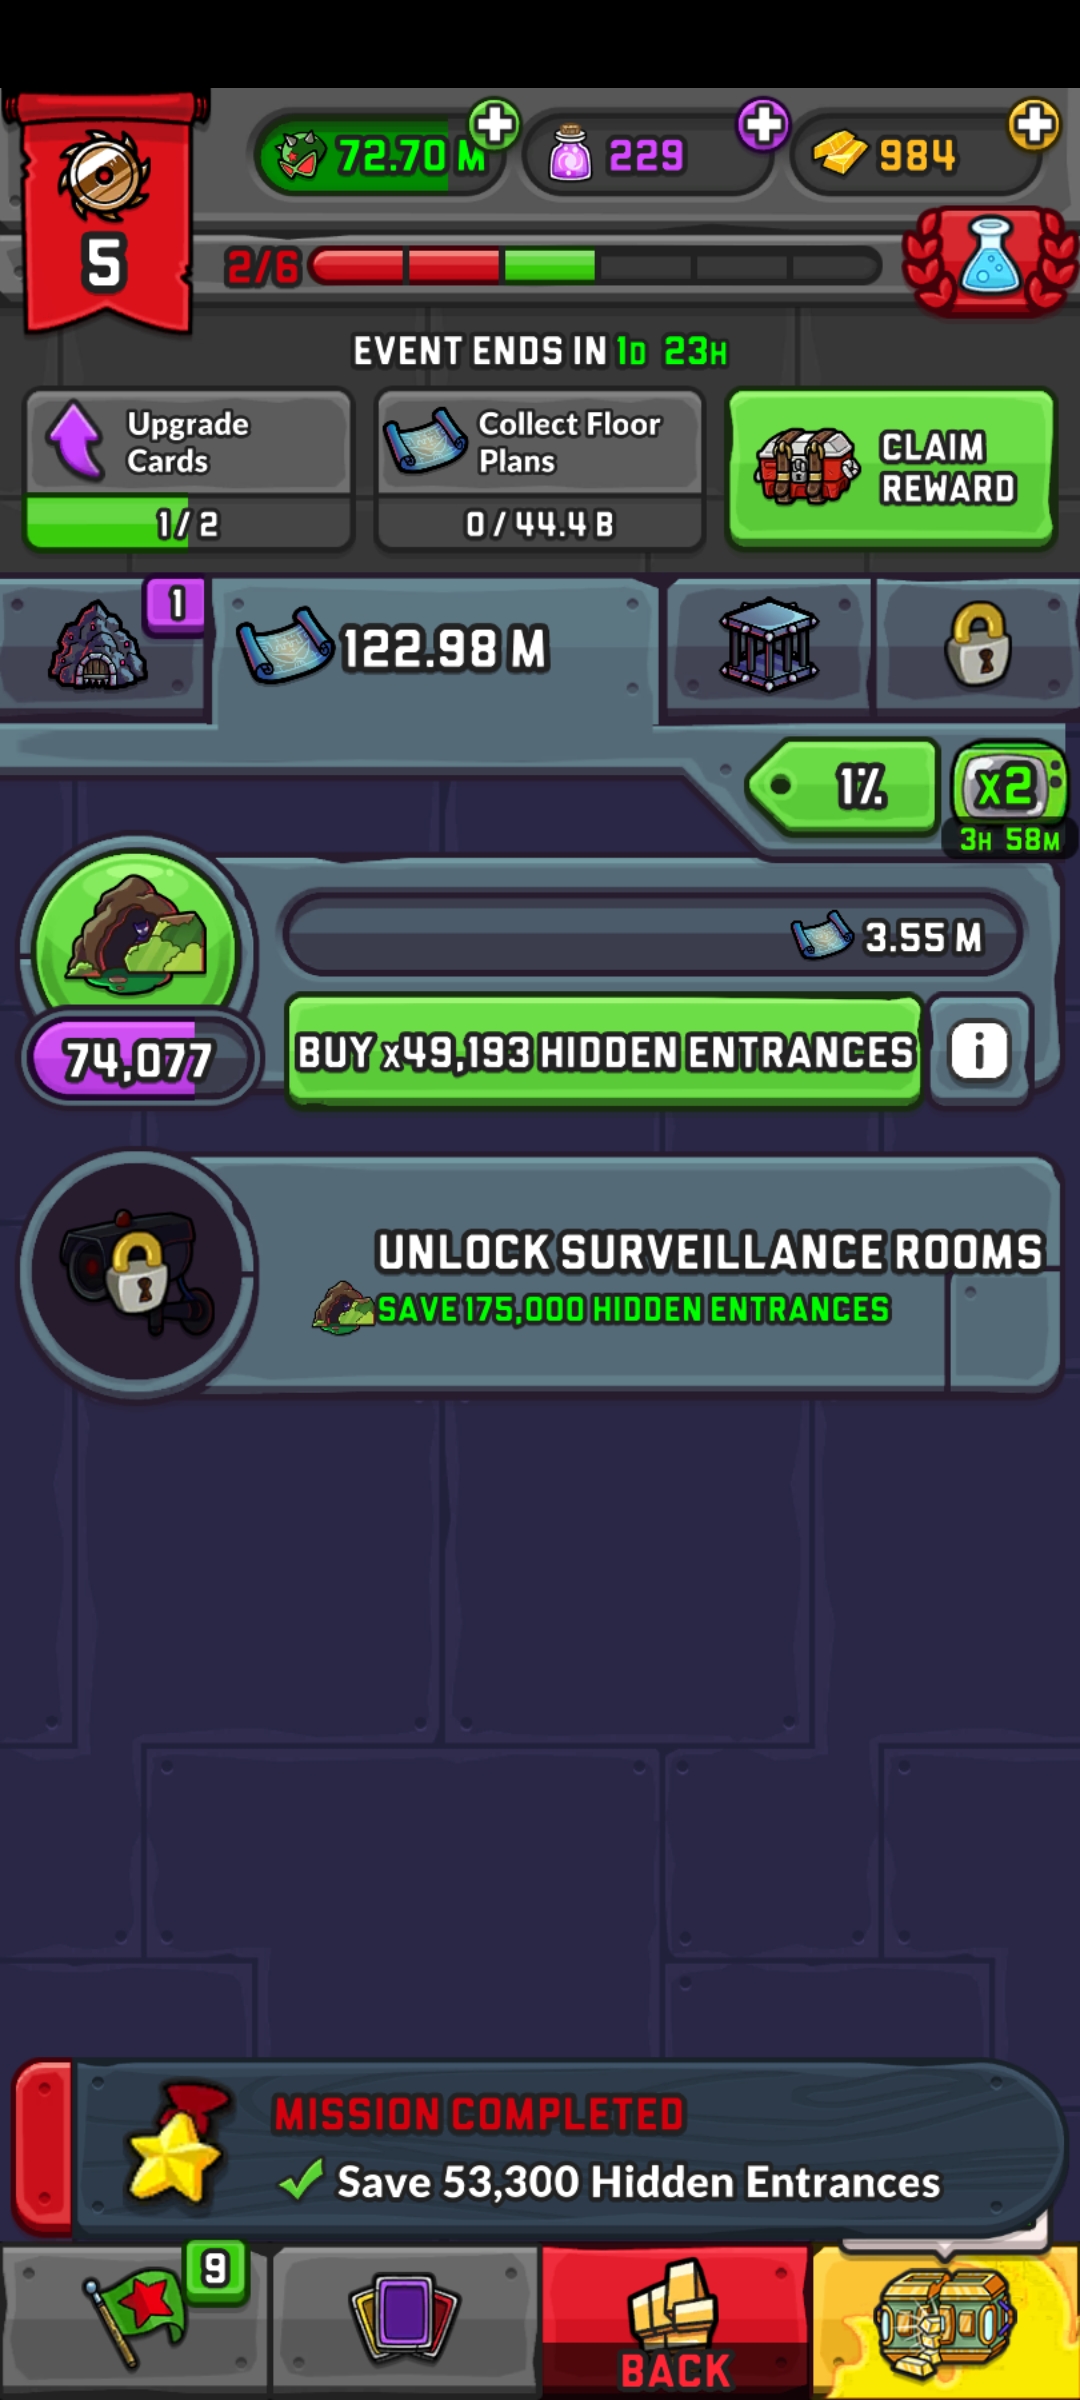 72.70 M
229
984
5
2/6
EVENT ENDS IN 1D 23H
Upgrade
Cards
1/2
Collect Floor
Plans
0/44.4 B
CLAIM
REWARD
1
122.98 M
1%
x2
3H 58M
3.55 M
74,077
BUY x49,193 HIDDEN ENTRANCES
i
UNLOCK SURVEILLANCE ROOMS
SAVE 175,000 HIDDEN ENTRANCES
MISSION COMPLETED
Save 53,300 Hidden Entrances
9
BACK